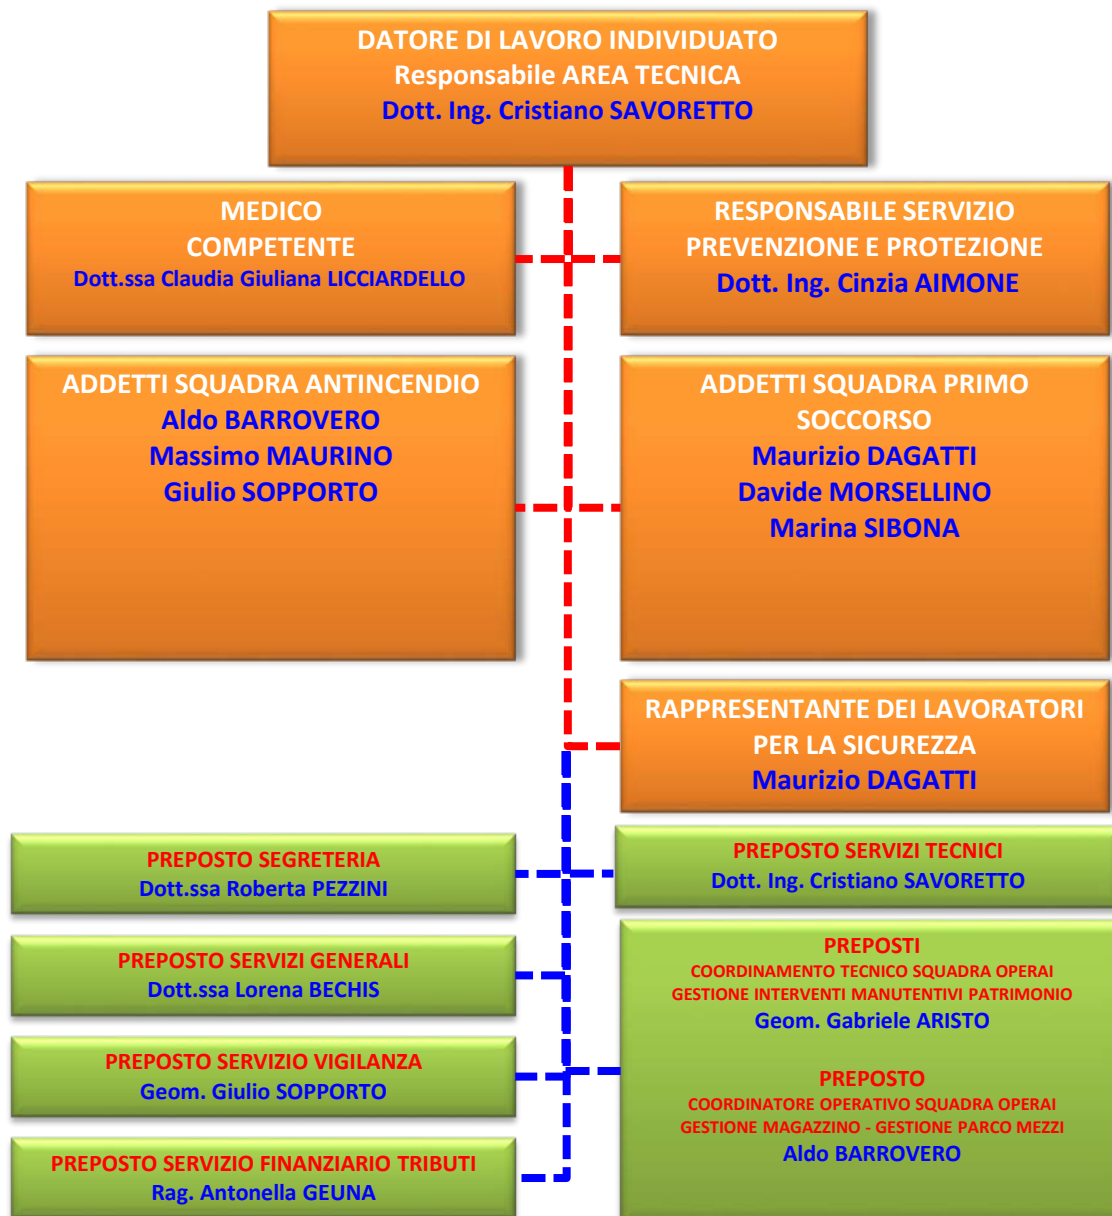 DATORE DI LAVORO INDIVIDUATO
Responsabile AREA TECNICA
Dott. Ing. Cristiano SAVORETTO
MEDICO
COMPETENTE
Dott.ssa Claudia Giuliana LICCIARDELLO
RESPONSABILE SERVIZIO
PREVENZIONE E PROTEZIONE
Dott. Ing. Cinzia AIMONE
ADDETTI SQUADRA ANTINCENDIO
Aldo BARROVERO
Massimo MAURINO
Giulio SOPPORTO
ADDETTI SQUADRA PRIMO
SOCCORSO
Maurizio DAGATTI
Davide MORSELLINO
Marina SIBONA
RAPPRESENTANTE DEI LAVORATORI
PER LA SICUREZZA
Maurizio DAGATTI
PREPOSTO SEGRETERIA
Dott.ssa Roberta PEZZINI
PREPOSTO SERVIZI TECNICI
Dott. Ing. Cristiano SAVORETTO
PREPOSTO SERVIZI GENERALI
Dott.ssa Lorena BECHIS
PREPOSTO SERVIZIO VIGILANZA
Geom. Giulio SOPPORTO
PREPOSTO SERVIZIO FINANZIARIO TRIBUTI
Rag. Antonella GEUNA
PREPOSTI
COORDINAMENTO TECNICO SQUADRA OPERAI
GESTIONE INTERVENTI MANUTENTIVI PATRIMONIO
Geom. Gabriele ARISTO
PREPOSTO
COORDINATORE OPERATIVO SQUADRA OPERAI
GESTIONE MAGAZZINO - GESTIONE PARCO MEZZI
Aldo BARROVERO